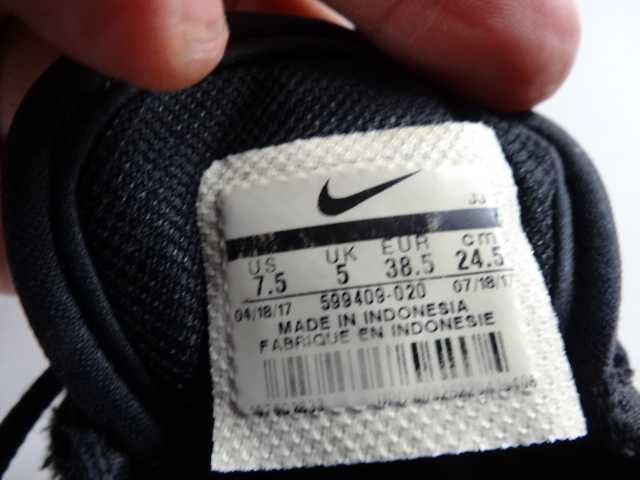 US UK EUR cm
7.5 5 38.5 24.5
04/18/17 599409-020 07/18/17
MADE IN INDONESIA
FABRIQUE EN INDONESIE